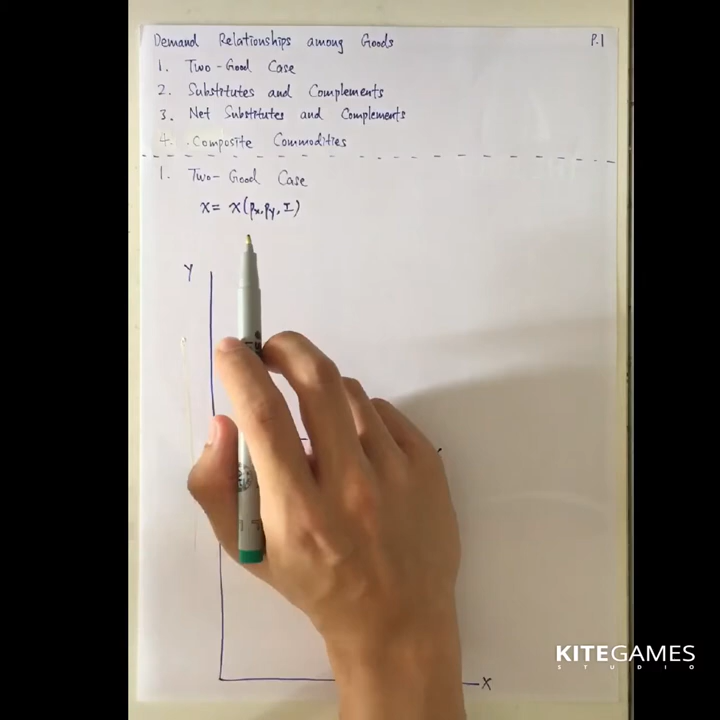 Demand Relationships among Goods P.1
1. Two-Good Case
2. Substitutes and Complements
3. Net Substitutes and Complements
4. Composite Commodities
1. Two-Good Case
x = x(px, py, I)
Y
X
KITEGAMES
STUDIO